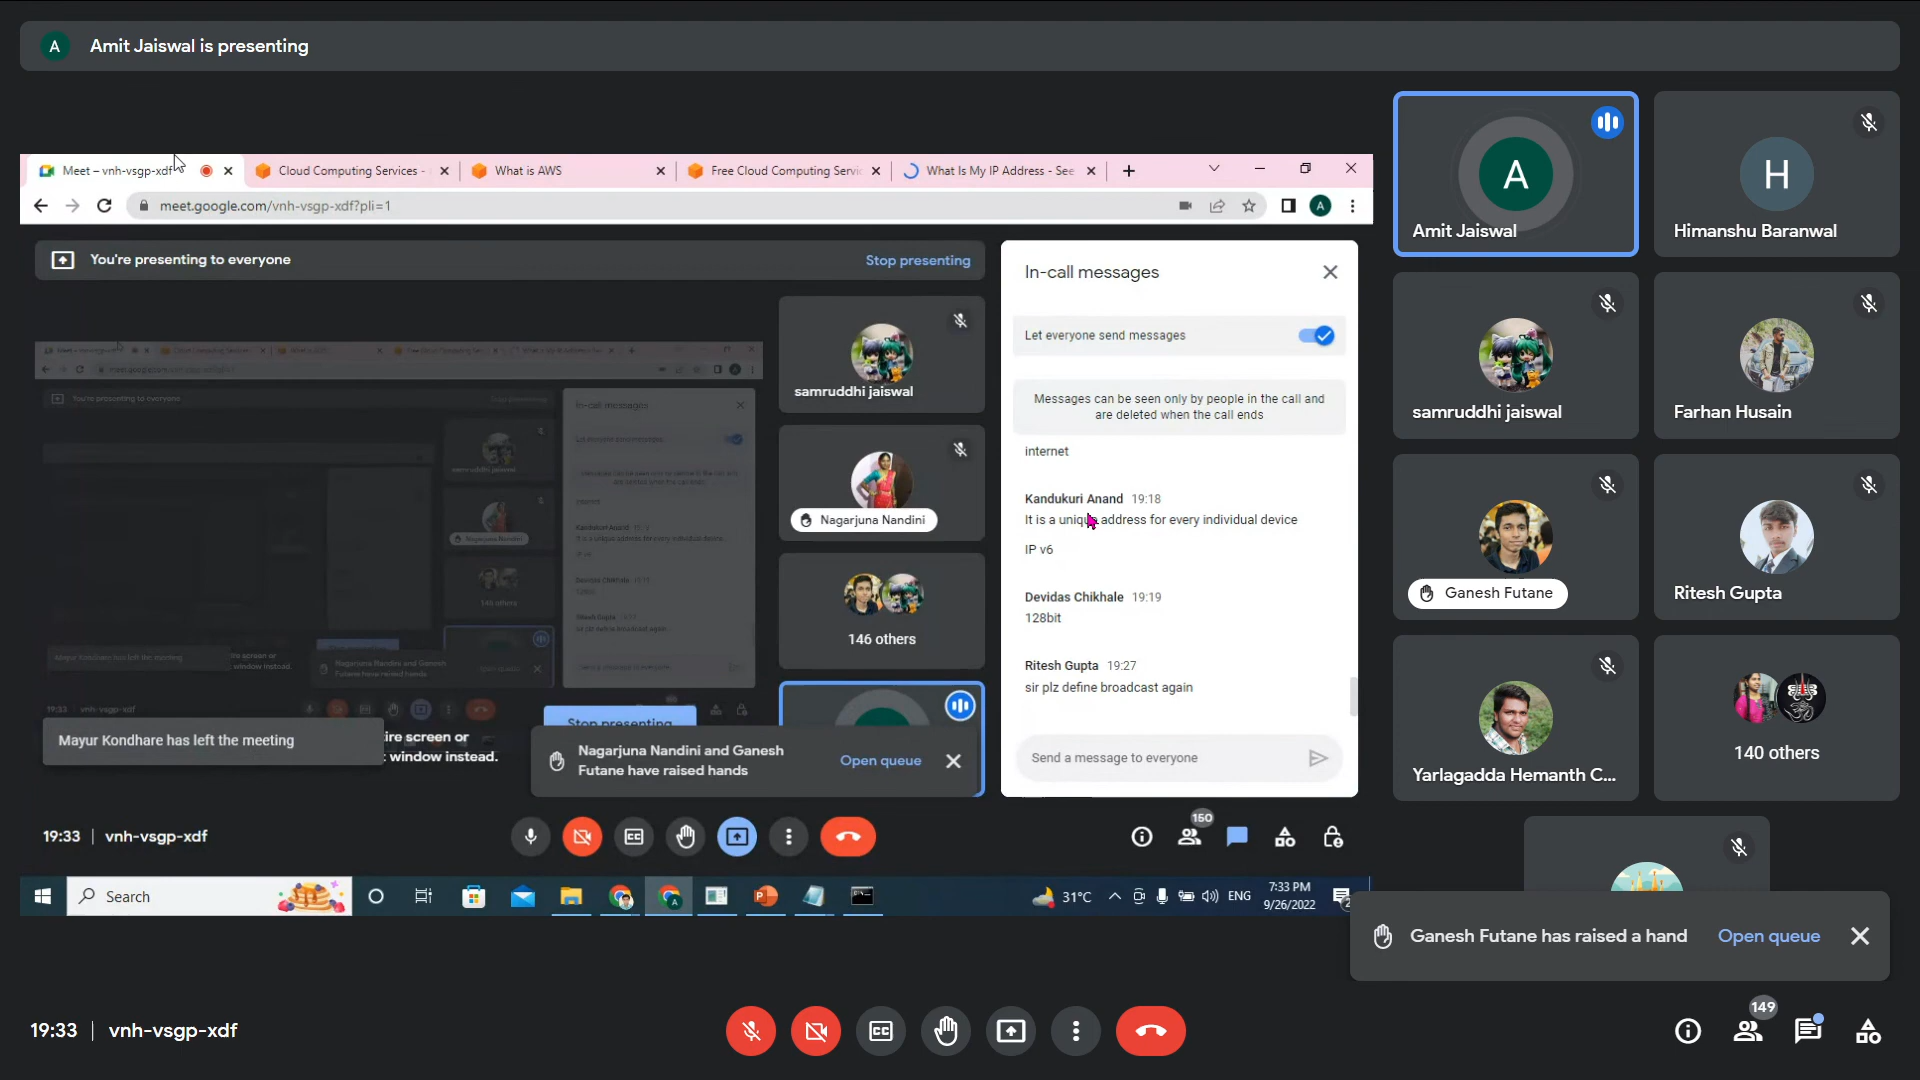 A Amit Jaiswal is presenting
Meet – vnh-vsgp-xdf
Cloud Computing Services -
What is AWS
Free Cloud Computing Servic
What Is My IP Address - See
meet.google.com/vnh-vsgp-xdf?pli=1
A
You're presenting to everyone
Stop presenting
samruddhi jaiswal
Nagarjuna Nandini
146 others
Stop presenting
Mayur Kondhare has left the meeting
ire screen or
window instead.
Nagarjuna Nandini and Ganesh
Futane have raised hands
Open queue
In-call messages
Let everyone send messages
Messages can be seen only by people in the call and
are deleted when the call ends
internet
Kandukuri Anand 19:18
It is a unique address for every individual device
IP v6
Devidas Chikhale 19:19
128bit
Ritesh Gupta 19:27
sir plz define broadcast again
Send a message to everyone
19:33 | vnh-vsgp-xdf
150
Search
31°C
ENG
7:33 PM
9/26/2022
A
Amit Jaiswal
H
Himanshu Baranwal
samruddhi jaiswal
Farhan Husain
Ganesh Futane
Ritesh Gupta
Yarlagadda Hemanth C...
140 others
Ganesh Futane has raised a hand
Open queue
19:33 | vnh-vsgp-xdf
149